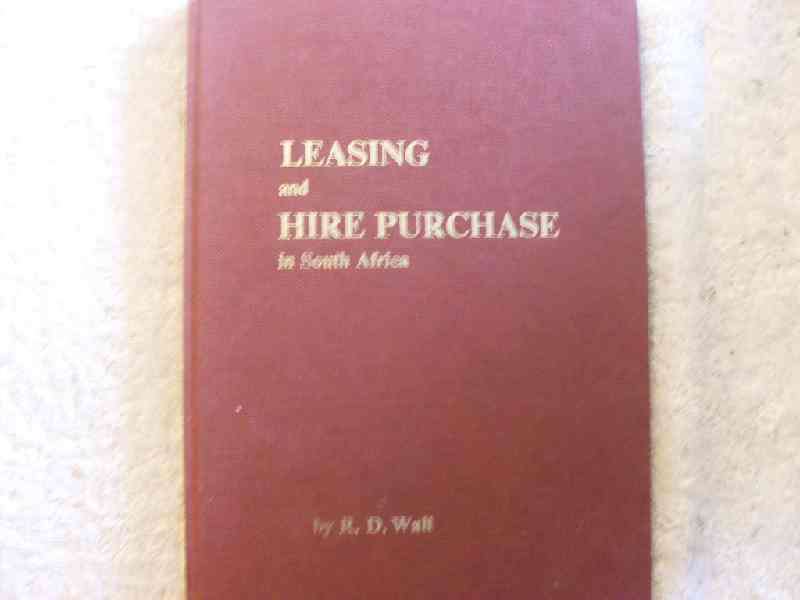 LEASING
and
HIRE PURCHASE
in South Africa
by R. D. Wall